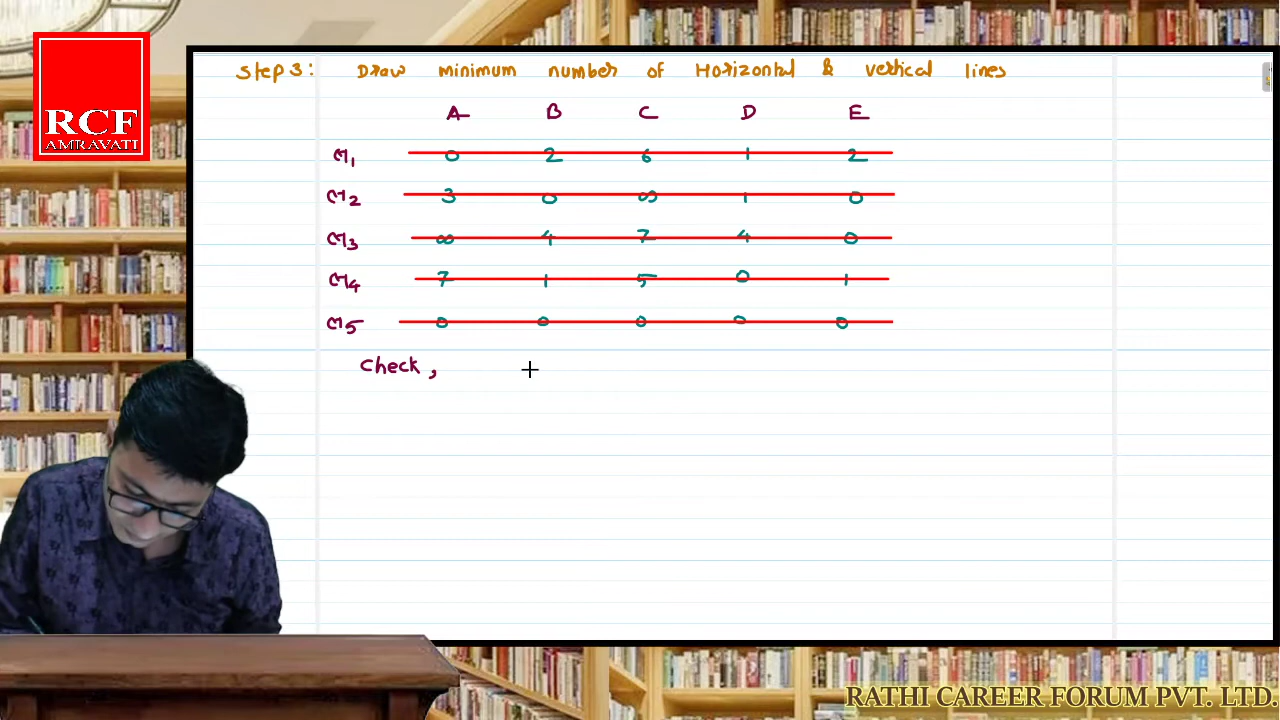 RCF
AMRAVATI
Step 3: Draw minimum number of Horizontal & vertical lines
A B C D E
M1 0 2 6 1 2
M2 3 0 ∞ 1 0
M3 ∞ 4 7 4 0
M4 7 1 5 0 1
M5 0 0 0 0 0
Check,
RATHI CAREER FORUM PVT. LTD.